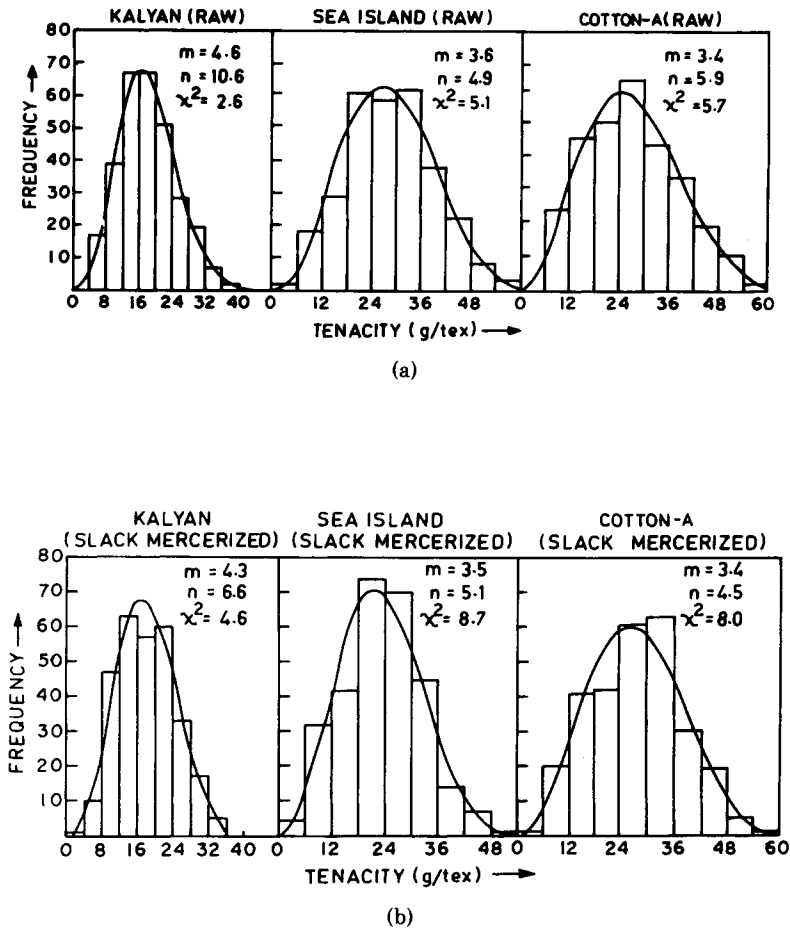 KALYAN (RAW)
SEA ISLAND (RAW)
COTTON-A (RAW)
m = 4.6
n = 10.6
χ² = 2.6
m = 3.6
n = 4.9
χ² = 5.1
m = 3.4
n = 5.9
χ² = 5.7
FREQUENCY
80
70
60
50
40
30
20
10
0 8 16 24 32 40 0 12 24 36 48 0 12 24 36 48 60
TENACITY (g/tex)
(a)
KALYAN
(SLACK MERCERIZED)
SEA ISLAND
(SLACK MERCERIZED)
COTTON-A
(SLACK MERCERIZED)
m = 4.3
n = 6.6
χ² = 4.6
m = 3.5
n = 5.1
χ² = 8.7
m = 3.4
n = 4.5
χ² = 8.0
FREQUENCY
80
70
60
50
40
30
20
10
0 8 16 24 32 40 0 12 24 36 48 0 12 24 36 48 60
TENACITY (g/tex)
(b)